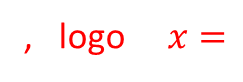 , logo 𝑥 =